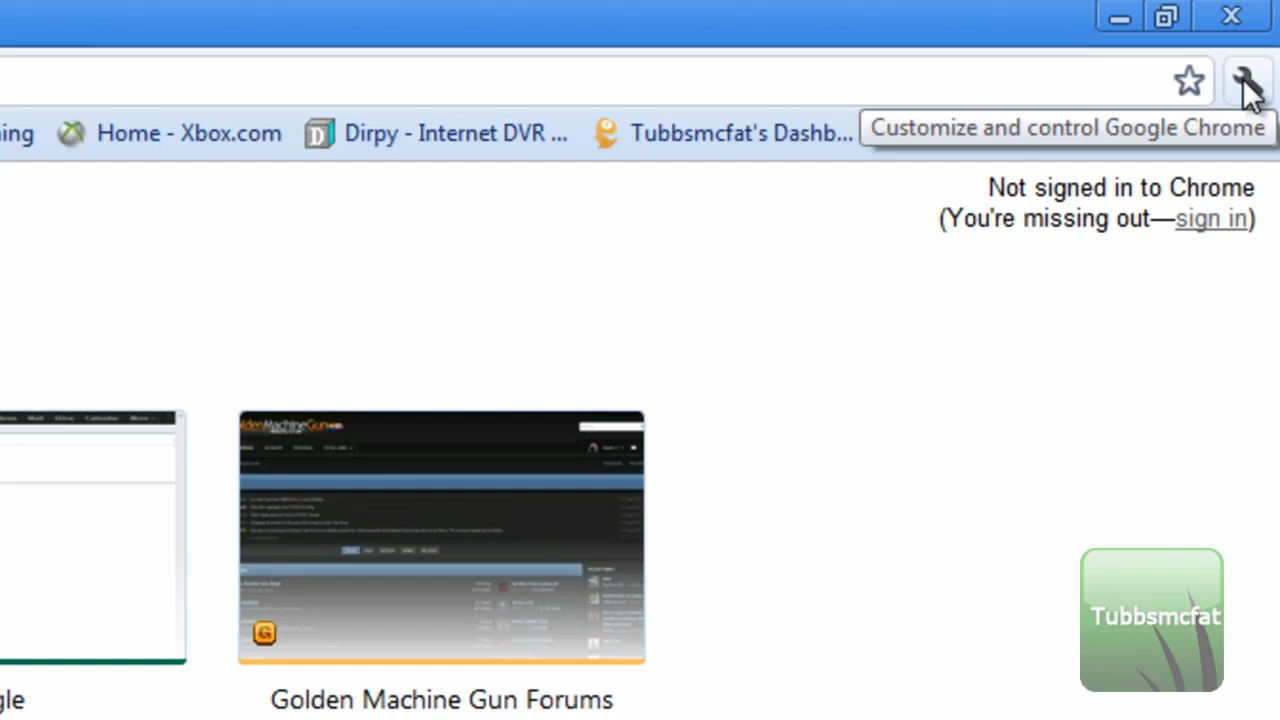 ing
Home - Xbox.com
Dirpy - Internet DVR ...
Tubbsmcfat's Dashb...
Customize and control Google Chrome
Not signed in to Chrome
(You're missing out—sign in)
GoldenMachineGun
Tubbsmcfat
gle
Golden Machine Gun Forums